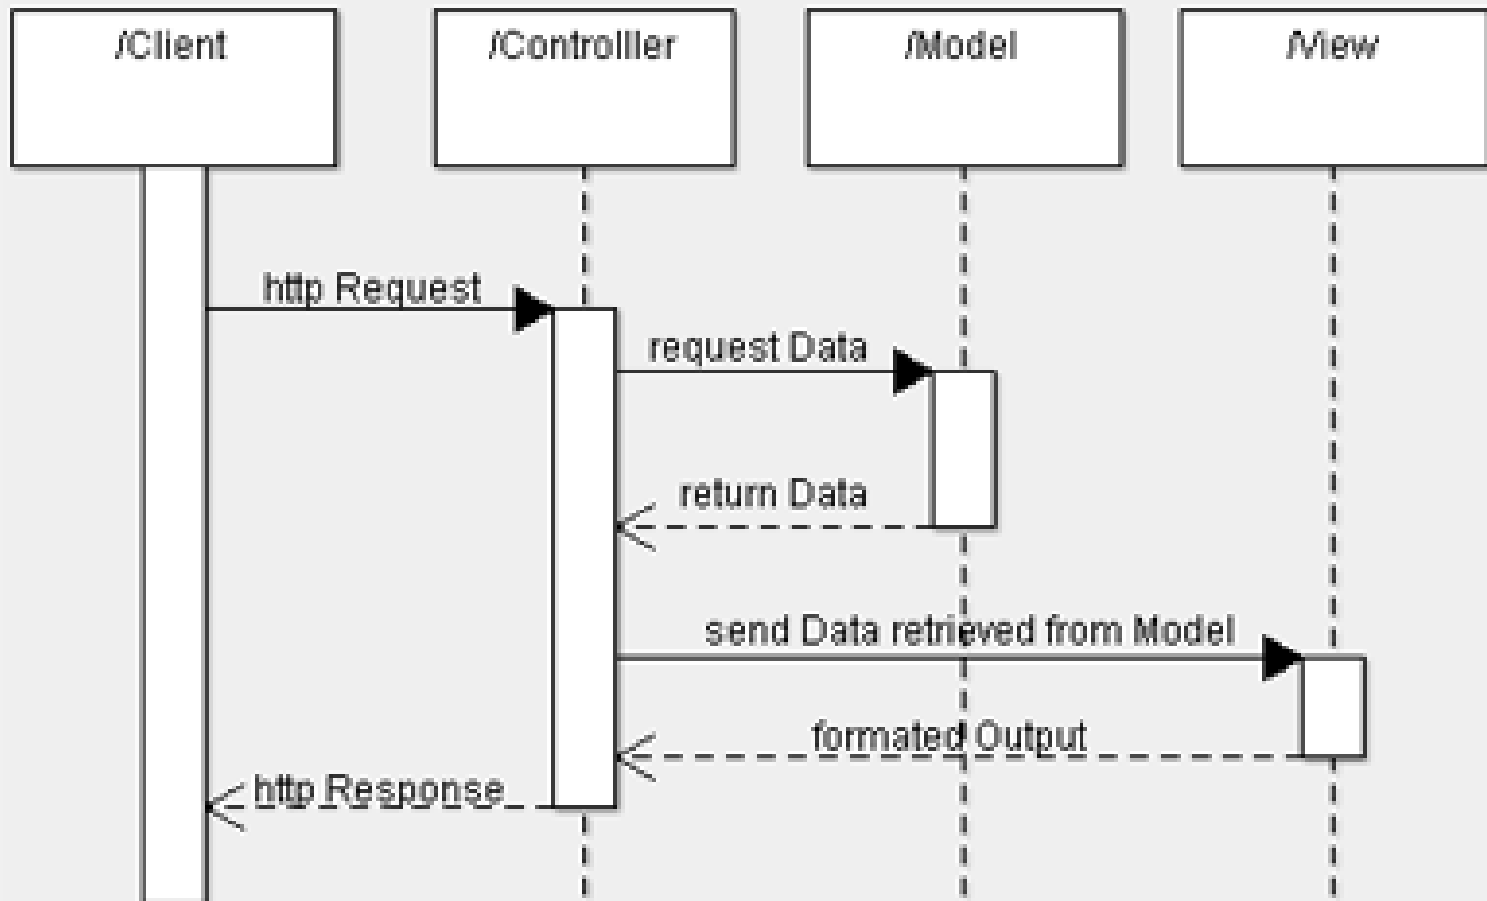 /Client
/Controlller
/Model
/View
http Request
request Data
return Data
send Data retrieved from Model
formated Output
http Response